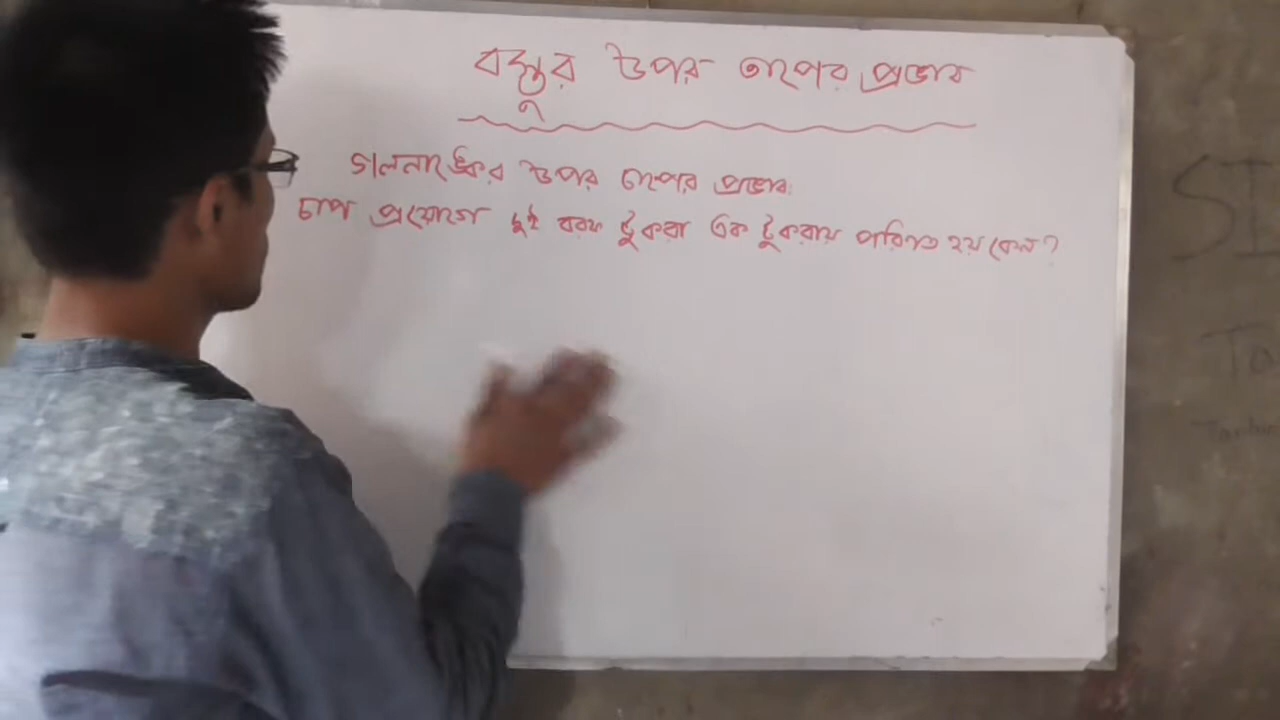 বস্তুর উপর তাপের প্রভাব
গলনাঙ্কের উপর চাপের প্রভাব:
চাপ প্রয়োগে দুই বরফ টুকরা এক টুকরায় পরিণত হয় কেন?